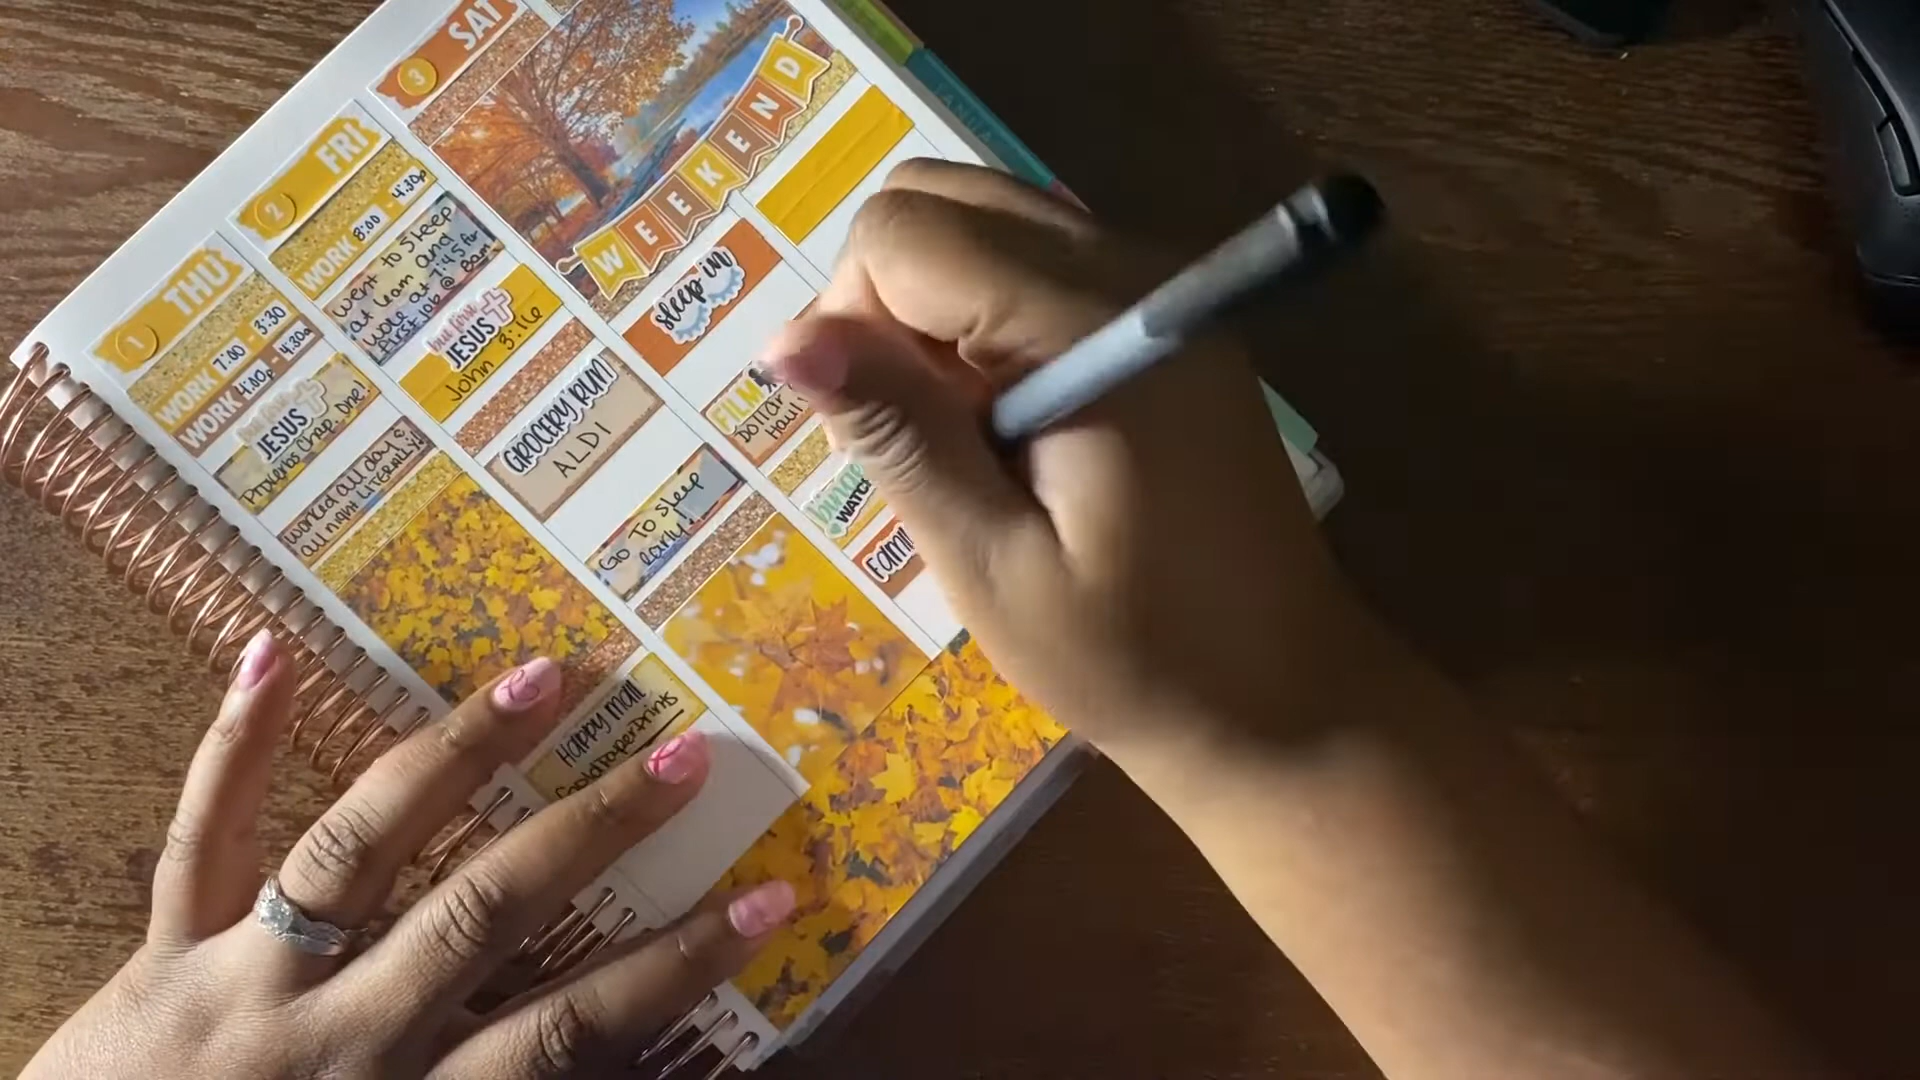 THU
1
WORK 7:00 - 3:30
WORK 4:00p - 4:30a
but first
JESUS
Proverbs Chap. Done!
worked all day &
all night LITERALLY!
FRI
2
WORK 8:00 - 4:30p
went to sleep
at 6am and
woke at 7:45 for
first job @ 8am
but first
JESUS
John 3:16
GROCERY RUN
ALDI
GO TO sleep
early!
Happy mail
GoldPaperPrints
SAT
3
WEEKEND
sleep in
FILM
Dollar
Haul
binge
WATCH
JANUA